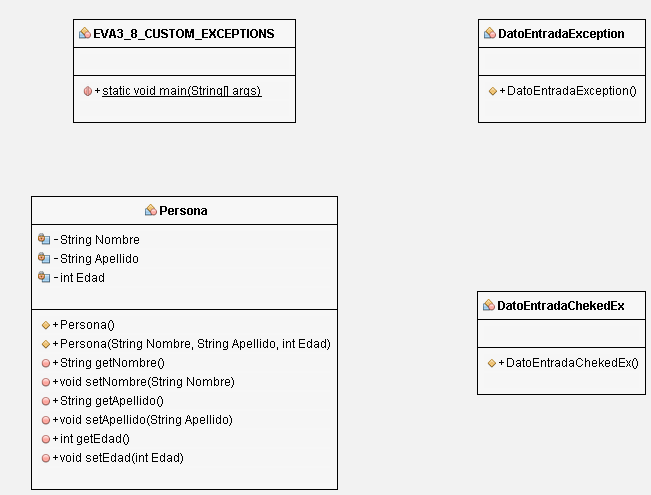 EVA3_8_CUSTOM_EXCEPTIONS
+static void main(String[] args)
DatoEntradaException
+DatoEntradaException()
Persona
-String Nombre
-String Apellido
-int Edad
+Persona()
+Persona(String Nombre, String Apellido, int Edad)
+String getNombre()
+void setNombre(String Nombre)
+String getApellido()
+void setApellido(String Apellido)
+int getEdad()
+void setEdad(int Edad)
DatoEntradaChekedEx
+DatoEntradaChekedEx()